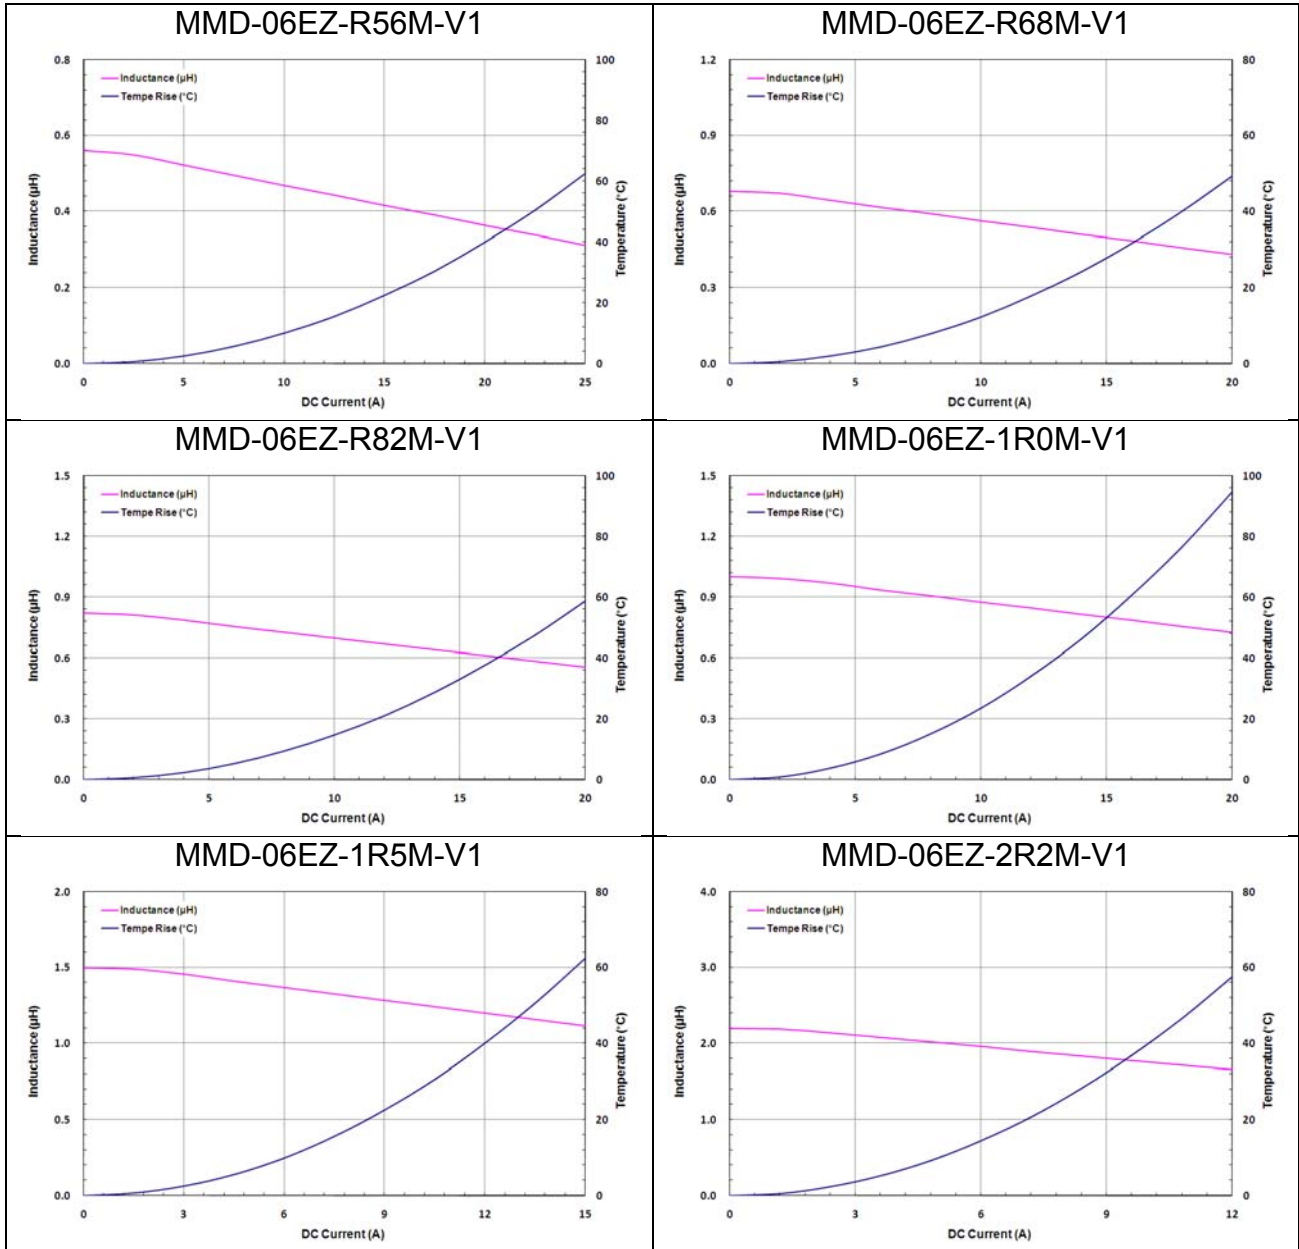 MMD-06EZ-R56M-V1
Inductance (µH)
Tempe Rise (°C)
0.8
0.6
0.4
0.2
0.0
Inductance (µH)
100
80
60
40
20
0
Temperature (°C)
0 5 10 15 20 25
DC Current (A)
MMD-06EZ-R68M-V1
Inductance (µH)
Tempe Rise (°C)
1.2
0.9
0.6
0.3
0.0
Inductance (µH)
80
60
40
20
0
Temperature (°C)
0 5 10 15 20
DC Current (A)
MMD-06EZ-R82M-V1
Inductance (µH)
Tempe Rise (°C)
1.5
1.2
0.9
0.6
0.3
0.0
Inductance (µH)
100
80
60
40
20
0
Temperature (°C)
0 5 10 15 20
DC Current (A)
MMD-06EZ-1R0M-V1
Inductance (µH)
Tempe Rise (°C)
1.5
1.2
0.9
0.6
0.3
0.0
Inductance (µH)
100
80
60
40
20
0
Temperature (°C)
0 5 10 15 20
DC Current (A)
MMD-06EZ-1R5M-V1
Inductance (µH)
Tempe Rise (°C)
2.0
1.5
1.0
0.5
0.0
Inductance (µH)
80
60
40
20
0
Temperature (°C)
0 3 6 9 12 15
DC Current (A)
MMD-06EZ-2R2M-V1
Inductance (µH)
Tempe Rise (°C)
4.0
3.0
2.0
1.0
0.0
Inductance (µH)
80
60
40
20
0
Temperature (°C)
0 3 6 9 12
DC Current (A)